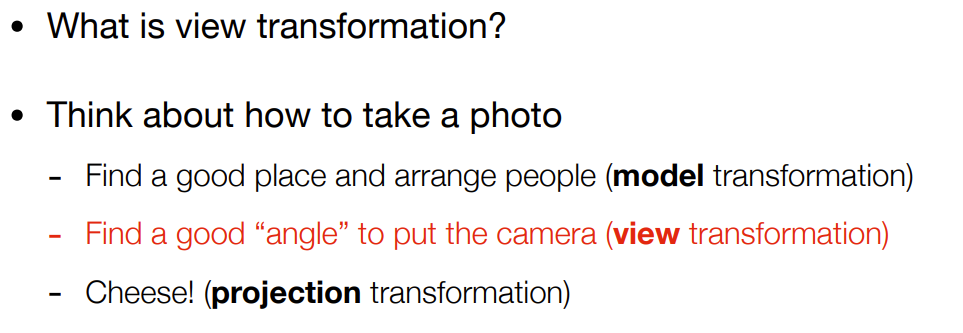 • What is view transformation?
• Think about how to take a photo
- Find a good place and arrange people (model transformation)
- Find a good “angle” to put the camera (view transformation)
- Cheese! (projection transformation)